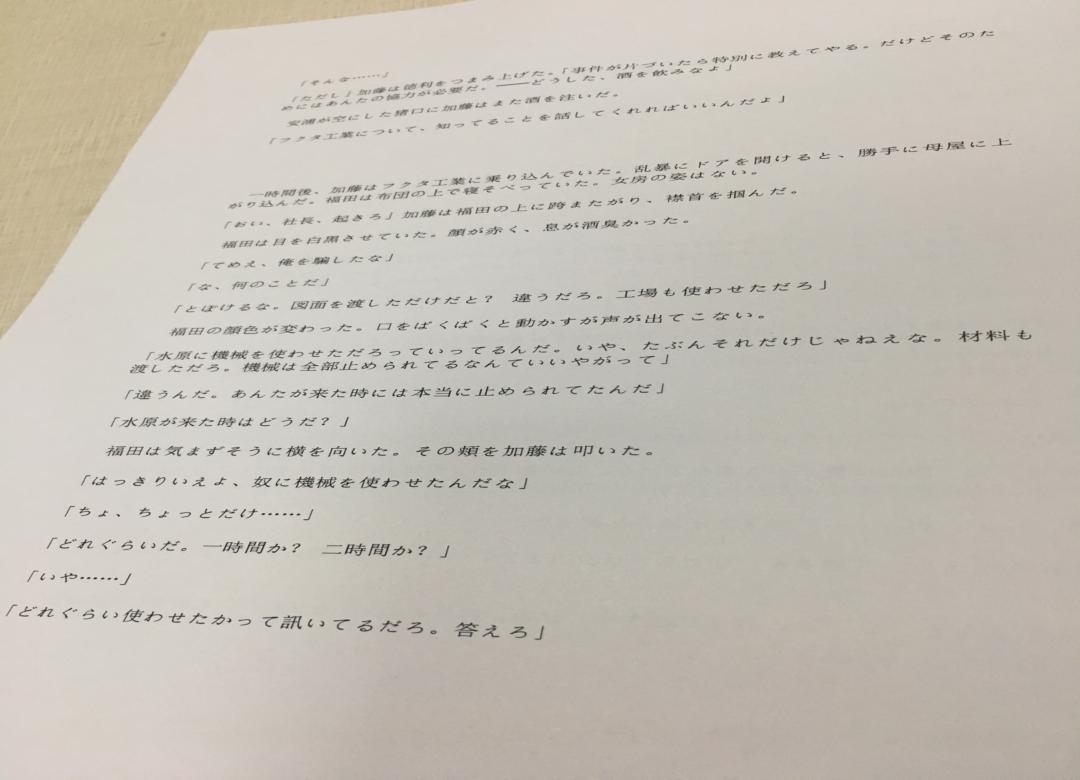 「そんな……」
「ただし」加藤は徳利をつまみ上げた。「事件が片づいたら特別に教えてやる。だけどそのた
めにはあんたの協力が必要だ。――どうした、酒を飲みなよ」
安浦が空にした猪口に加藤はまた酒を注いだ。
「フクタ工業について、知ってることを話してくれればいいんだよ」
一時間後、加藤はフクタ工業に乗り込んでいた。乱暴にドアを開けると、勝手に母屋に上
がり込んだ。福田は布団の上で寝そべっていた。女房の姿はない。
「おい、社長、起きろ」加藤は福田の上に跨またがり、襟首を掴んだ。
福田は目を白黒させていた。顔が赤く、息が酒臭かった。
「てめえ、俺を騙したな」
「な、何のことだ」
「とぼけるな。図面を渡しただけだと？　違うだろ。工場も使わせただろ」
福田の顔色が変わった。口をぱくぱくと動かすが声が出てこない。
「水原に機械を使わせただろっていってるんだ。いや、たぶんそれだけじゃねえな。材料も
渡しただろ。機械は全部止められてるなんていいやがって」
「違うんだ。あんたが来た時には本当に止められてたんだ」
「水原が来た時はどうだ？」
福田は気まずそうに横を向いた。その頬を加藤は叩いた。
「はっきりいえよ、奴に機械を使わせたんだな」
「ちょ、ちょっとだけ……」
「どれぐらいだ。一時間か？　二時間か？」
「いや……」
「どれぐらい使わせたかって訊いてるだろ。答えろ」